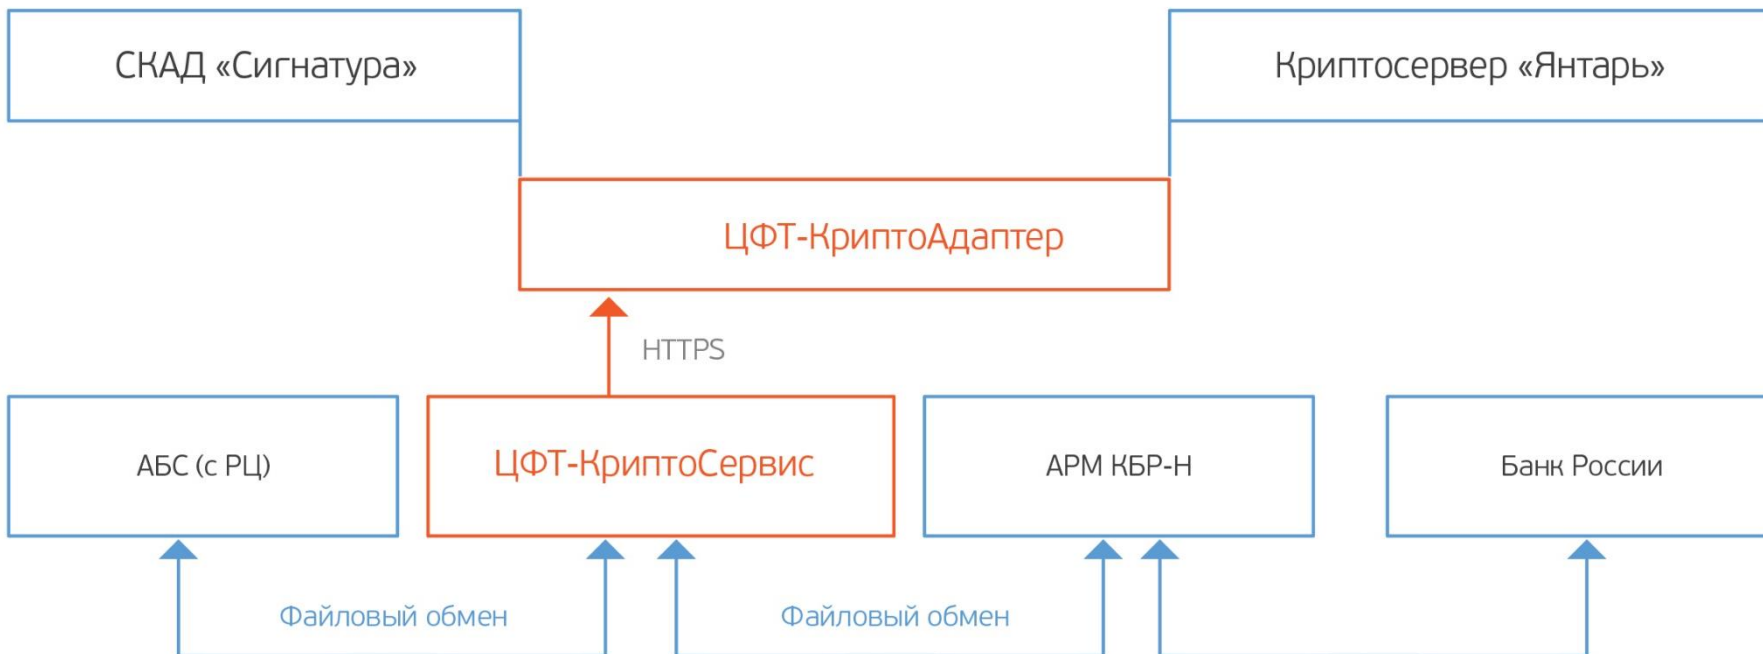 СКАД «Сигнатура»
Криптосервер «Янтарь»
ЦФТ-КриптоАдаптер
HTTPS
АБС (с РЦ)
ЦФТ-КриптоСервис
АРМ КБР-Н
Банк России
Файловый обмен
Файловый обмен